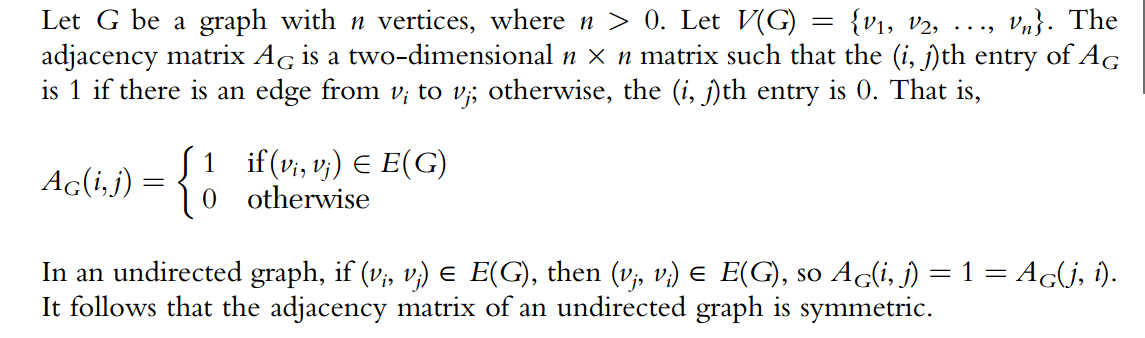 Let G be a graph with n vertices, where n > 0. Let V(G) = {v₁, v₂, ..., vₙ}. The
adjacency matrix A_G is a two-dimensional n × n matrix such that the (i, j)th entry of A_G
is 1 if there is an edge from vᵢ to vⱼ; otherwise, the (i, j)th entry is 0. That is,
A_G(i, j) = { 1 if (vᵢ, vⱼ) ∈ E(G)
0 otherwise
In an undirected graph, if (vᵢ, vⱼ) ∈ E(G), then (vⱼ, vᵢ) ∈ E(G), so A_G(i, j) = 1 = A_G(j, i).
It follows that the adjacency matrix of an undirected graph is symmetric.